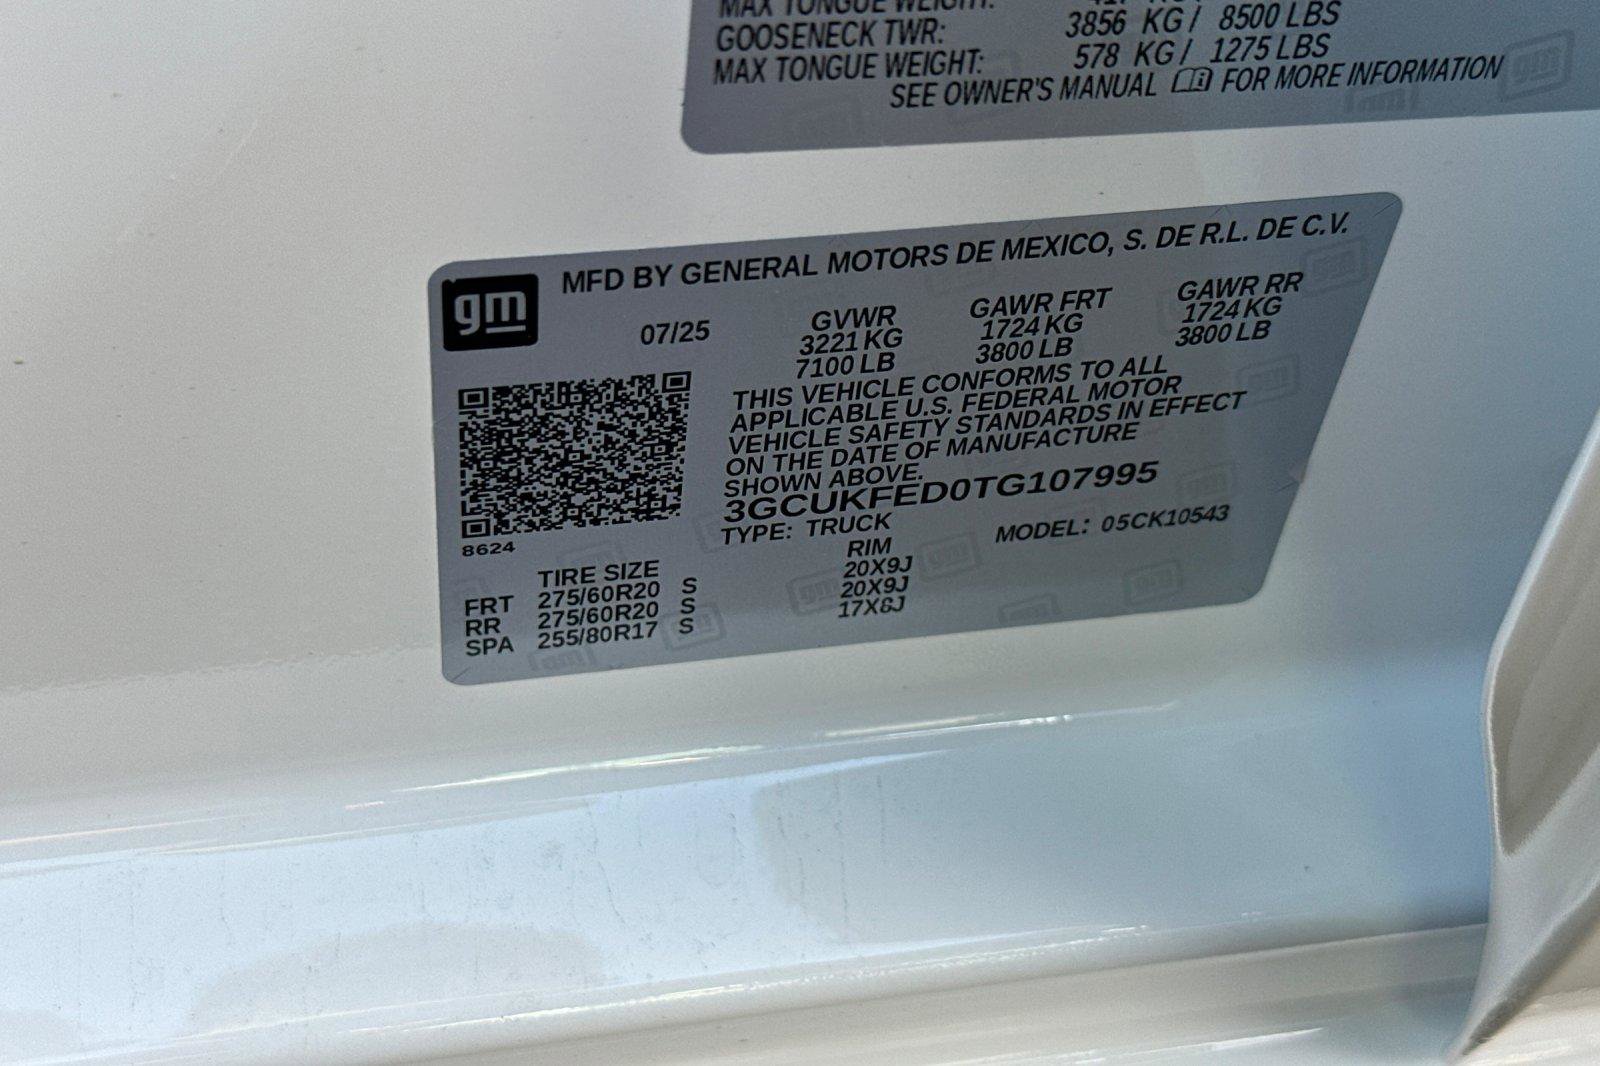 MAX TONGUE WEIGHT:
GOOSENECK TWR: 3856 KG / 8500 LBS
MAX TONGUE WEIGHT: 578 KG / 1275 LBS
SEE OWNER'S MANUAL FOR MORE INFORMATION
gm
MFD BY GENERAL MOTORS DE MEXICO, S. DE R.L. DE C.V.
07/25
GVWR GAWR FRT GAWR RR
3221 KG 1724 KG 1724 KG
7100 LB 3800 LB 3800 LB
THIS VEHICLE CONFORMS TO ALL
APPLICABLE U.S. FEDERAL MOTOR
VEHICLE SAFETY STANDARDS IN EFFECT
ON THE DATE OF MANUFACTURE
SHOWN ABOVE.
3GCUKFED0TG107995
TYPE: TRUCK MODEL: 05CK10543
8624
TIRE SIZE RIM
FRT 275/60R20 S 20X9J
RR 275/60R20 S 20X9J
SPA 255/80R17 S 17X8J